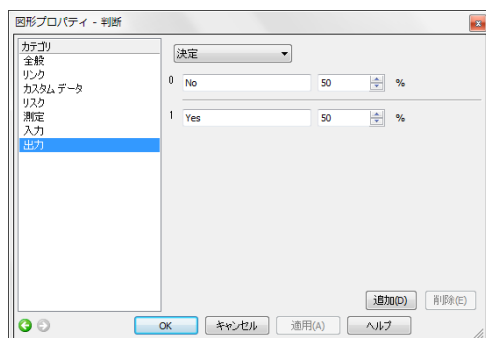 図形プロパティ - 判断
カテゴリ
全般
リンク
カスタム データ
リスク
測定
入力
出力
決定
0 No 50 %
1 Yes 50 %
追加(D) 削除(E)
OK キャンセル 適用(A) ヘルプ